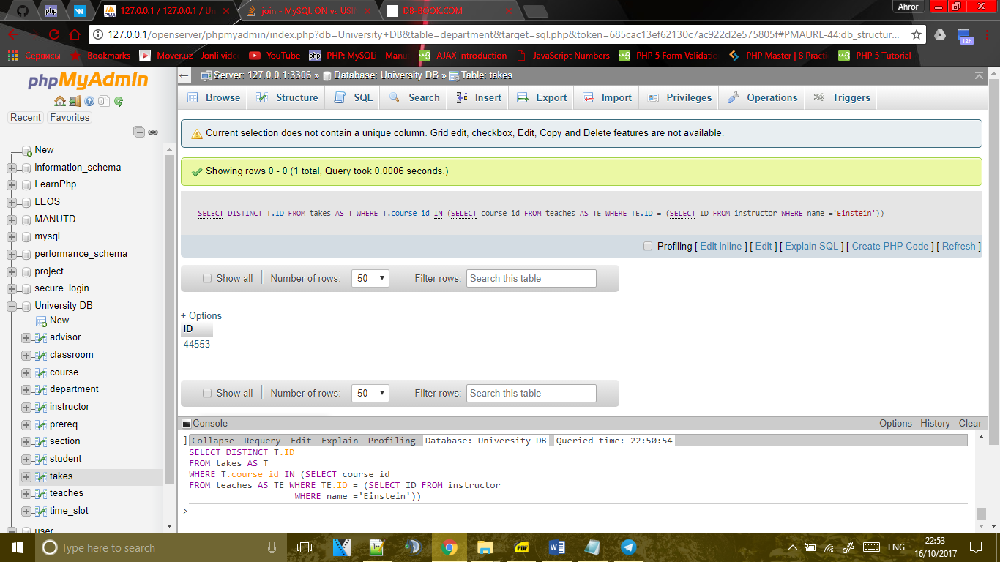 127.0.0.1 / 127.0.0.1 / Un
join - MySQL ON vs USIN
DB-BOOK.COM
Ahror
127.0.0.1/openserver/phpmyadmin/index.php?db=University+DB&table=department&target=sql.php&token=685cac13ef62130c7ac922d2e575805f#PMAURL-44:db_structur...
12h
Сервисы
Bookmarks
Mover.uz - Jonli video
YouTube
php
PHP: MySQLi - Manu
AJAX Introduction
JavaScript Numbers
PHP 5 Form Validatio
PHP Master | 8 Practi
PHP 5 Tutorial
phpMyAdmin
Recent
Favorites
New
information_schema
LearnPhp
LEOS
MANUTD
mysql
performance_schema
project
secure_login
University DB
New
advisor
classroom
course
department
instructor
prereq
section
student
takes
teaches
time_slot
user
Server: 127.0.0.1:3306 » Database: University DB » Table: takes
Browse
Structure
SQL
Search
Insert
Export
Import
Privileges
Operations
Triggers
Current selection does not contain a unique column. Grid edit, checkbox, Edit, Copy and Delete features are not available.
Showing rows 0 - 0 (1 total, Query took 0.0006 seconds.)
SELECT DISTINCT T.ID FROM takes AS T WHERE T.course_id IN (SELECT course_id FROM teaches AS TE WHERE TE.ID = (SELECT ID FROM instructor WHERE name ='Einstein'))
Profiling [ Edit inline ] [ Edit ] [ Explain SQL ] [ Create PHP Code ] [ Refresh ]
Show all
Number of rows:
50
Filter rows:
Search this table
+ Options
ID
44553
Show all
Number of rows:
50
Filter rows:
Search this table
Console
Options
History
Clear
] Collapse Requery Edit Explain Profiling Database: University DB Queried time: 22:50:54
SELECT DISTINCT T.ID
FROM takes AS T
WHERE T.course_id IN (SELECT course_id
FROM teaches AS TE WHERE TE.ID = (SELECT ID FROM instructor
WHERE name ='Einstein'))
>
Type here to search
ENG
22:53
16/10/2017